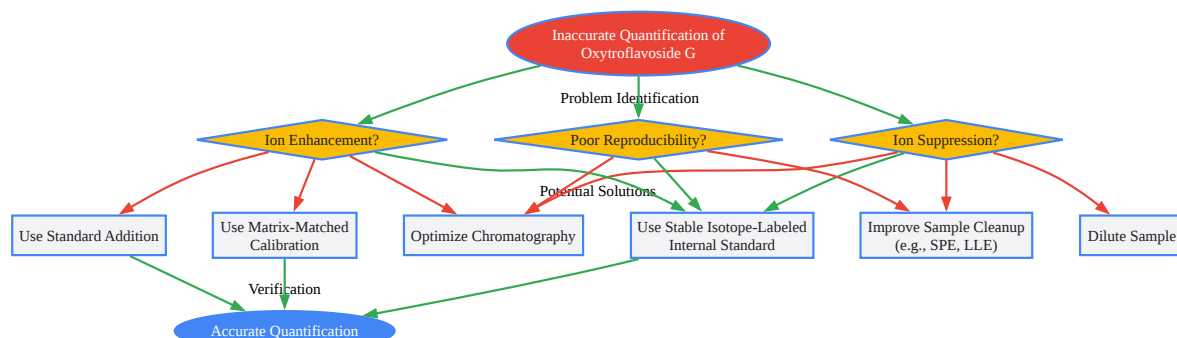 Inaccurate Quantification of
Oxytroflavoside G
Problem Identification
Ion Enhancement?
Poor Reproducibility?
Ion Suppression?
Potential Solutions
Use Standard Addition
Use Matrix-Matched
Calibration
Optimize Chromatography
Use Stable Isotope-Labeled
Internal Standard
Improve Sample Cleanup
(e.g., SPE, LLE)
Dilute Sample
Verification
Accurate Quantification